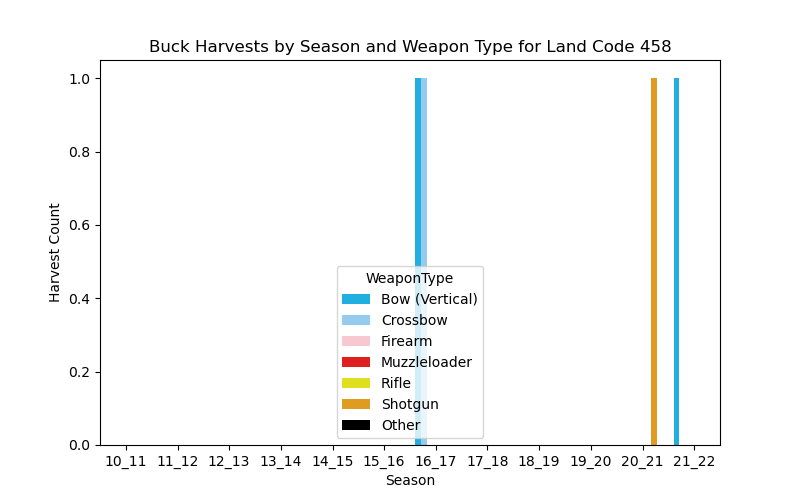 Buck Harvests by Season and Weapon Type for Land Code 458
1.0
0.8
0.6
0.4
0.2
0.0
Harvest Count
WeaponType
Bow (Vertical)
Crossbow
Firearm
Muzzleloader
Rifle
Shotgun
Other
10_11 11_12 12_13 13_14 14_15 15_16 16_17 17_18 18_19 19_20 20_21 21_22
Season